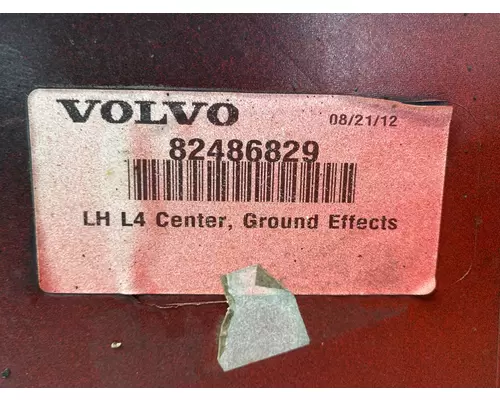 VOLVO 08/21/12
82486829
LH L4 Center, Ground Effects